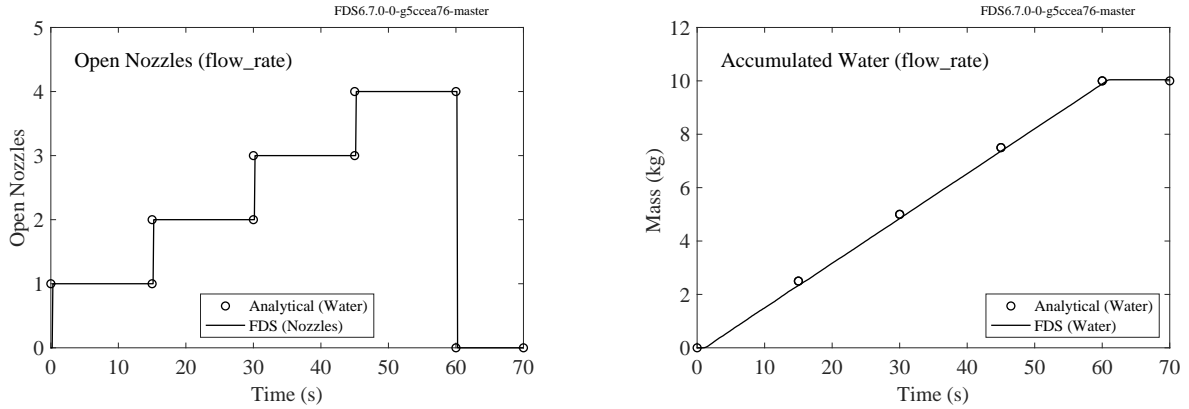 FDS6.7.0-0-g5ccea76-master
5
4
3
2
1
0
Open Nozzles
Open Nozzles (flow_rate)
Analytical (Water)
FDS (Nozzles)
0 10 20 30 40 50 60 70
Time (s)
FDS6.7.0-0-g5ccea76-master
12
10
8
6
4
2
0
Mass (kg)
Accumulated Water (flow_rate)
Analytical (Water)
FDS (Water)
0 10 20 30 40 50 60 70
Time (s)